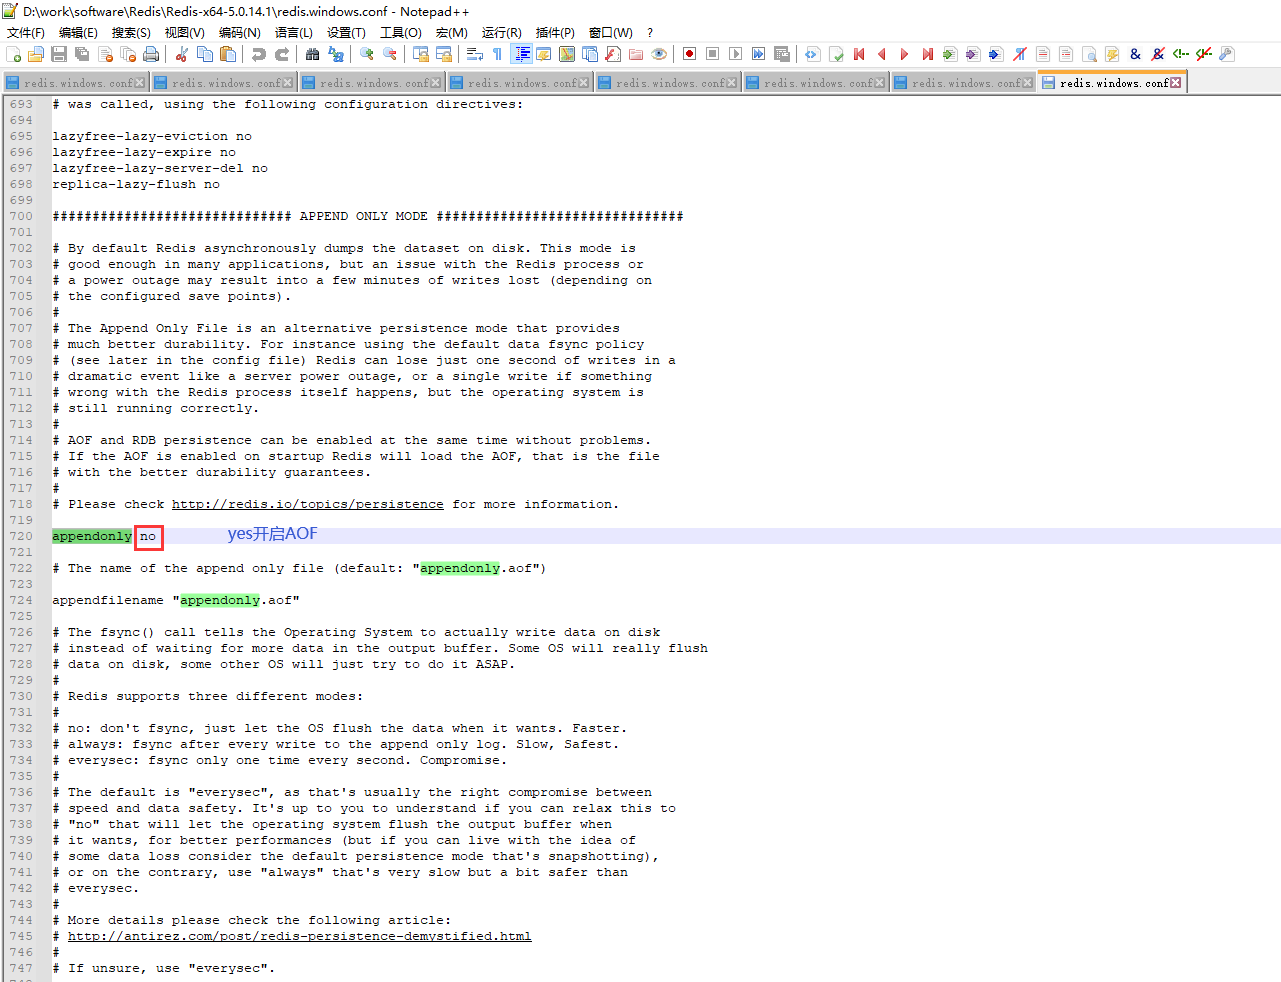 D:\work\software\Redis\Redis-x64-5.0.14.1\redis.windows.conf - Notepad++
文件(F) 编辑(E) 搜索(S) 视图(V) 编码(N) 语言(L) 设置(T) 工具(O) 宏(M) 运行(R) 插件(P) 窗口(W) ?
redis.windows.conf redis.windows.conf redis.windows.conf redis.windows.conf redis.windows.conf redis.windows.conf redis.windows.conf redis.windows.conf
693 # was called, using the following configuration directives:
694
695 lazyfree-lazy-eviction no
696 lazyfree-lazy-expire no
697 lazyfree-lazy-server-del no
698 replica-lazy-flush no
699
700 ############################## APPEND ONLY MODE ###############################
701
702 # By default Redis asynchronously dumps the dataset on disk. This mode is
703 # good enough in many applications, but an issue with the Redis process or
704 # a power outage may result into a few minutes of writes lost (depending on
705 # the configured save points).
706 #
707 # The Append Only File is an alternative persistence mode that provides
708 # much better durability. For instance using the default data fsync policy
709 # (see later in the config file) Redis can lose just one second of writes in a
710 # dramatic event like a server power outage, or a single write if something
711 # wrong with the Redis process itself happens, but the operating system is
712 # still running correctly.
713 #
714 # AOF and RDB persistence can be enabled at the same time without problems.
715 # If the AOF is enabled on startup Redis will load the AOF, that is the file
716 # with the better durability guarantees.
717 #
718 # Please check http://redis.io/topics/persistence for more information.
719
720 appendonly no yes开启AOF
721
722 # The name of the append only file (default: "appendonly.aof")
723
724 appendfilename "appendonly.aof"
725
726 # The fsync() call tells the Operating System to actually write data on disk
727 # instead of waiting for more data in the output buffer. Some OS will really flush
728 # data on disk, some other OS will just try to do it ASAP.
729 #
730 # Redis supports three different modes:
731 #
732 # no: don't fsync, just let the OS flush the data when it wants. Faster.
733 # always: fsync after every write to the append only log. Slow, Safest.
734 # everysec: fsync only one time every second. Compromise.
735 #
736 # The default is "everysec", as that's usually the right compromise between
737 # speed and data safety. It's up to you to understand if you can relax this to
738 # "no" that will let the operating system flush the output buffer when
739 # it wants, for better performances (but if you can live with the idea of
740 # some data loss consider the default persistence mode that's snapshotting),
741 # or on the contrary, use "always" that's very slow but a bit safer than
742 # everysec.
743 #
744 # More details please check the following article:
745 # http://antirez.com/post/redis-persistence-demystified.html
746 #
747 # If unsure, use "everysec".